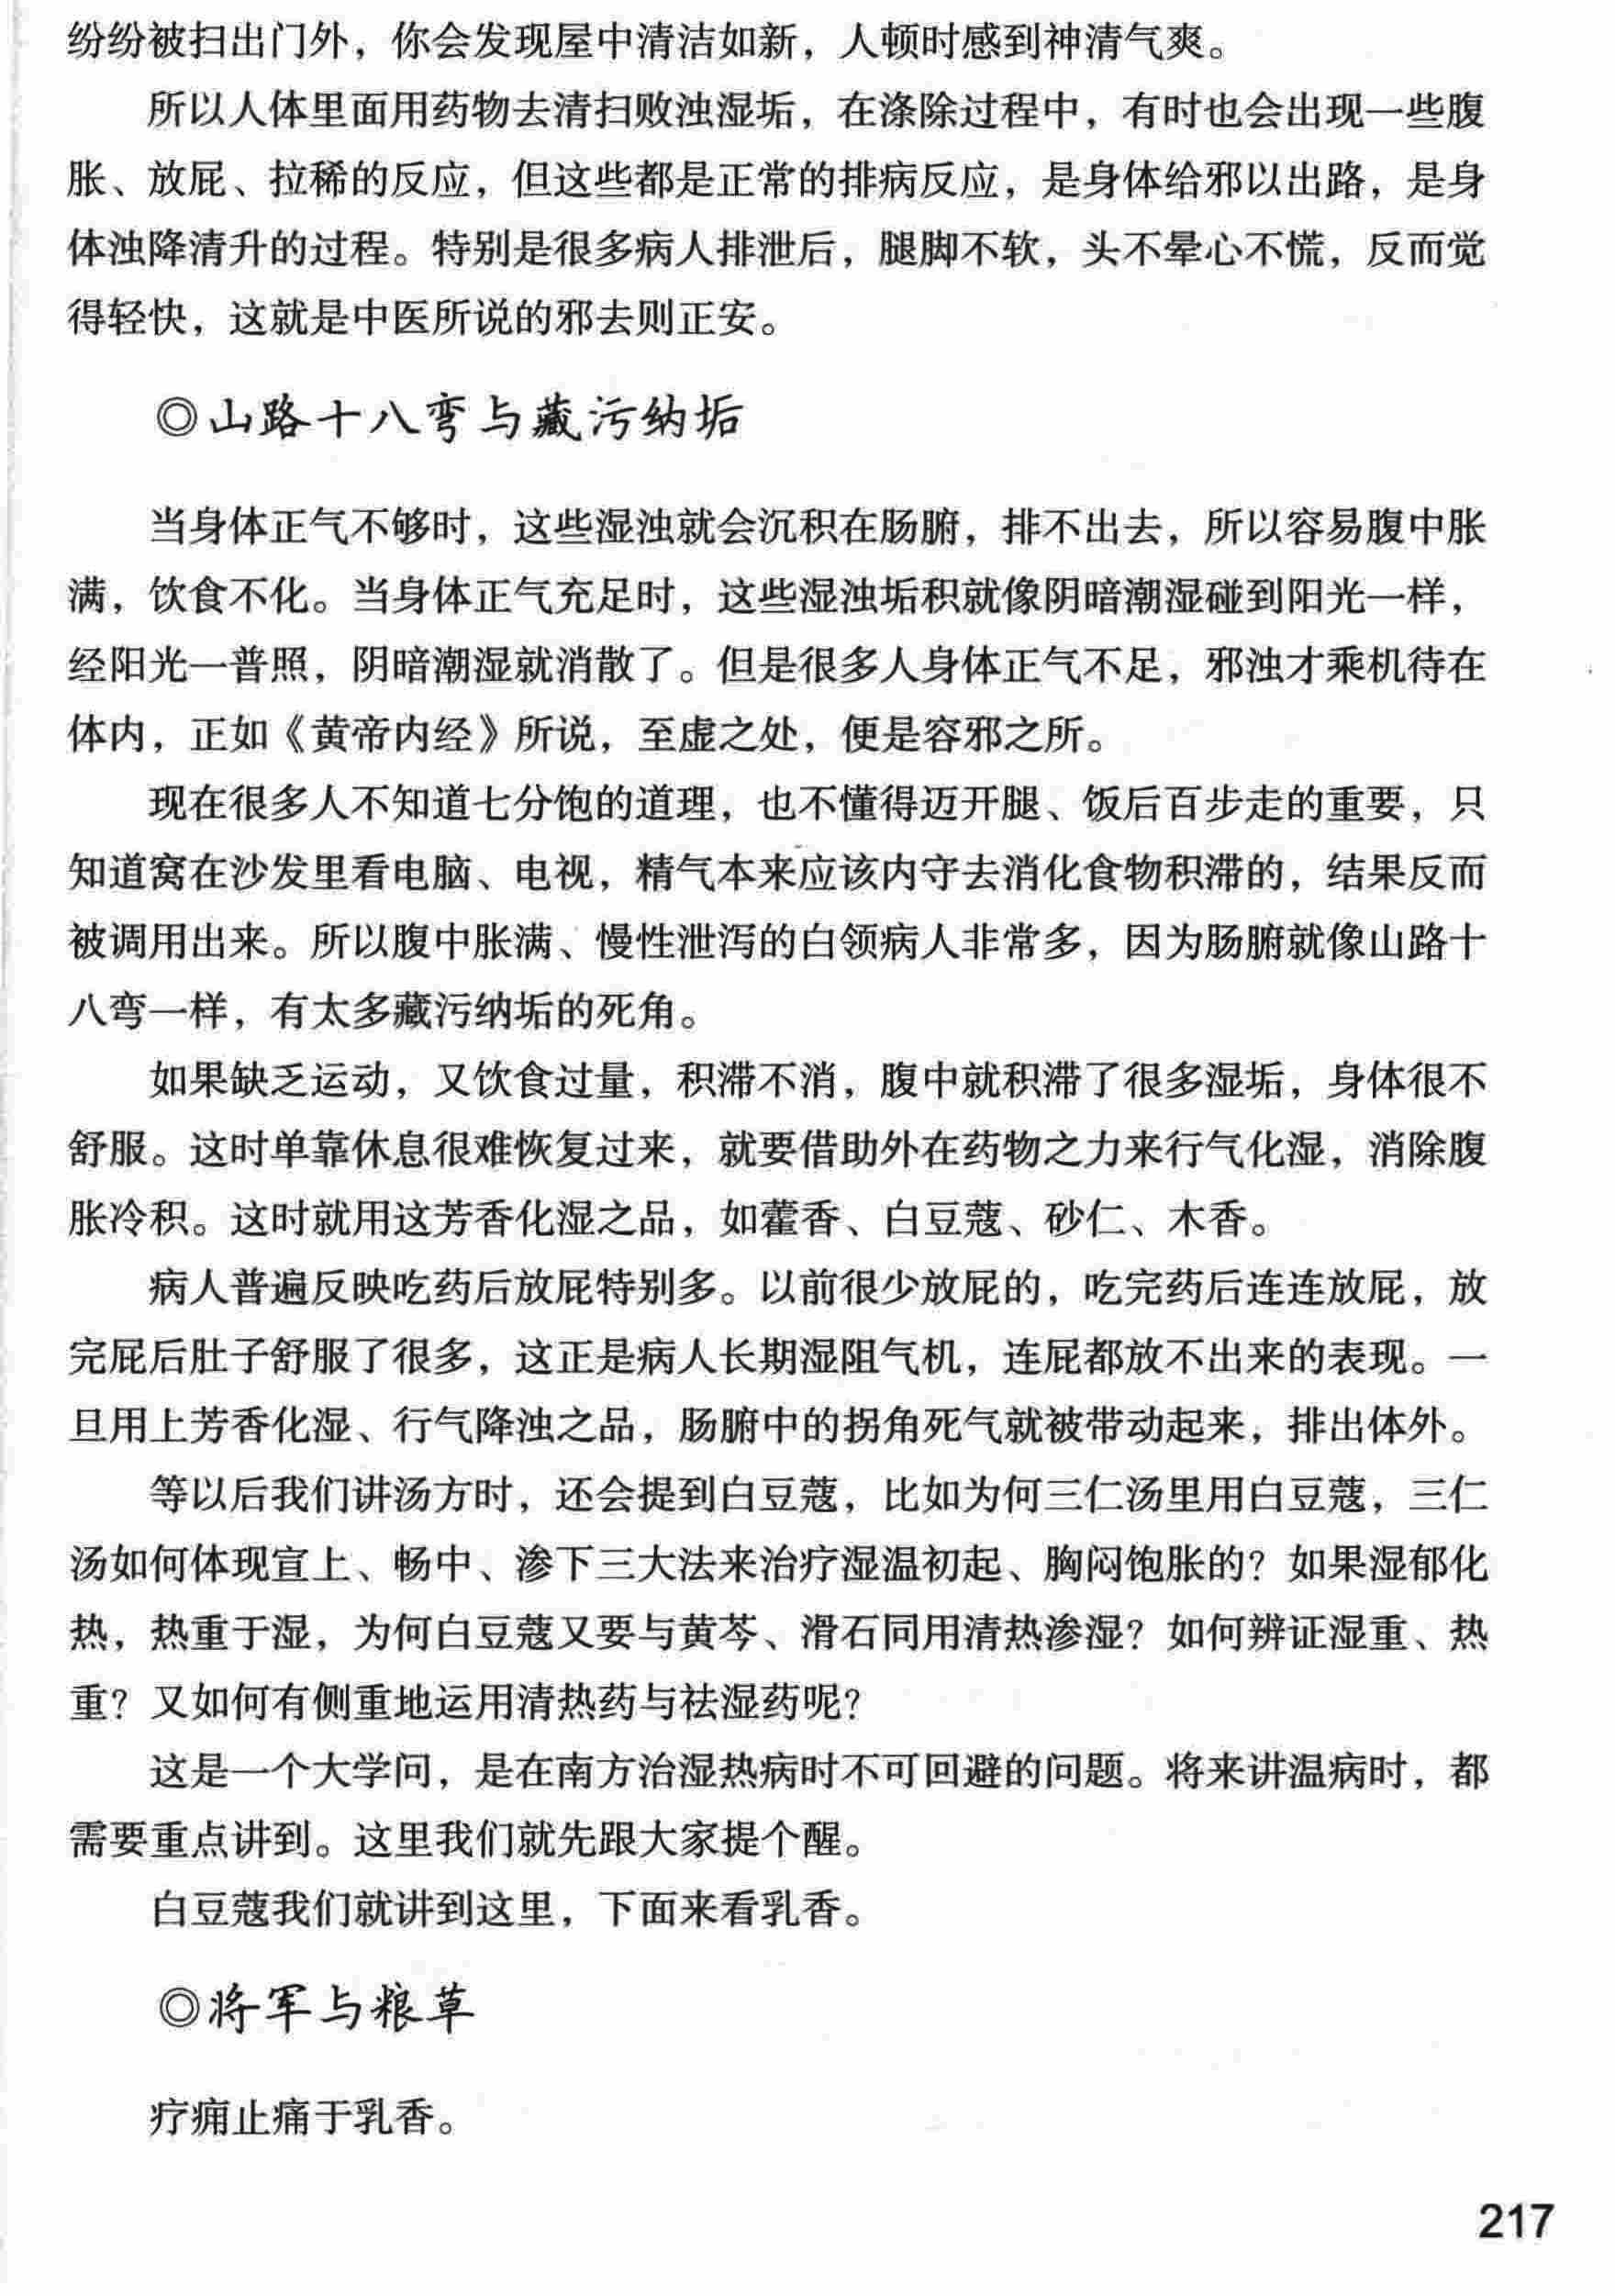 纷纷被扫出门外，你会发现屋中清洁如新，人顿时感到神清气爽。
所以人体里面用药物去清扫败浊湿垢，在涤除过程中，有时也会出现一些腹
胀、放屁、拉稀的反应，但这些都是正常的排病反应，是身体给邪以出路，是身
体浊降清升的过程。特别是很多病人排泄后，腿脚不软，头不晕心不慌，反而觉
得轻快，这就是中医所说的邪去则正安。
◎山路十八弯与藏污纳垢
当身体正气不够时，这些湿浊就会沉积在肠腑，排不出去，所以容易腹中胀
满，饮食不化。当身体正气充足时，这些湿浊垢积就像阴暗潮湿碰到阳光一样，
经阳光一普照，阴暗潮湿就消散了。但是很多人身体正气不足，邪浊才乘机待在
体内，正如《黄帝内经》所说，至虚之处，便是容邪之所。
现在很多人不知道七分饱的道理，也不懂得迈开腿、饭后百步走的重要，只
知道窝在沙发里看电脑、电视，精气本来应该内守去消化食物积滞的，结果反而
被调用出来。所以腹中胀满、慢性泄泻的白领病人非常多，因为肠腑就像山路十
八弯一样，有太多藏污纳垢的死角。
如果缺乏运动，又饮食过量，积滞不消，腹中就积滞了很多湿垢，身体很不
舒服。这时单靠休息很难恢复过来，就要借助外在药物之力来行气化湿，消除腹
胀冷积。这时就用这芳香化湿之品，如藿香、白豆蔻、砂仁、木香。
病人普遍反映吃药后放屁特别多。以前很少放屁的，吃完药后连连放屁，放
完屁后肚子舒服了很多，这正是病人长期湿阻气机，连屁都放不出来的表现。一
旦用上芳香化湿、行气降浊之品，肠腑中的拐角死气就被带动起来，排出体外。
等以后我们讲汤方时，还会提到白豆蔻，比如为何三仁汤里用白豆蔻，三仁
汤如何体现宣上、畅中、渗下三大法来治疗湿温初起、胸闷饱胀的？如果湿郁化
热，热重于湿，为何白豆蔻又要与黄芩、滑石同用清热渗湿？如何辨证湿重、热
重？又如何有侧重地运用清热药与祛湿药呢？
这是一个大学问，是在南方治湿热病时不可回避的问题。将来讲温病时，都
需要重点讲到。这里我们就先跟大家提个醒。
白豆蔻我们就讲到这里，下面来看乳香。
◎将军与粮草
疗痈止痛于乳香。
217